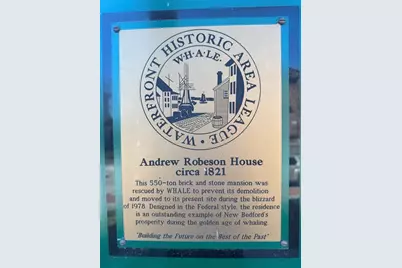 WATERFRONT HISTORIC AREA LEAGUE
W·H·A·L·E·
Andrew Robeson House
circa 1821
This 550-ton brick and stone mansion was
rescued by WHALE to prevent its demolition
and moved to its present site during the blizzard
of 1978. Designed in the Federal style, the residence
is an outstanding example of New Bedford's
prosperity during the golden age of whaling.
"Building the Future on the Best of the Past"